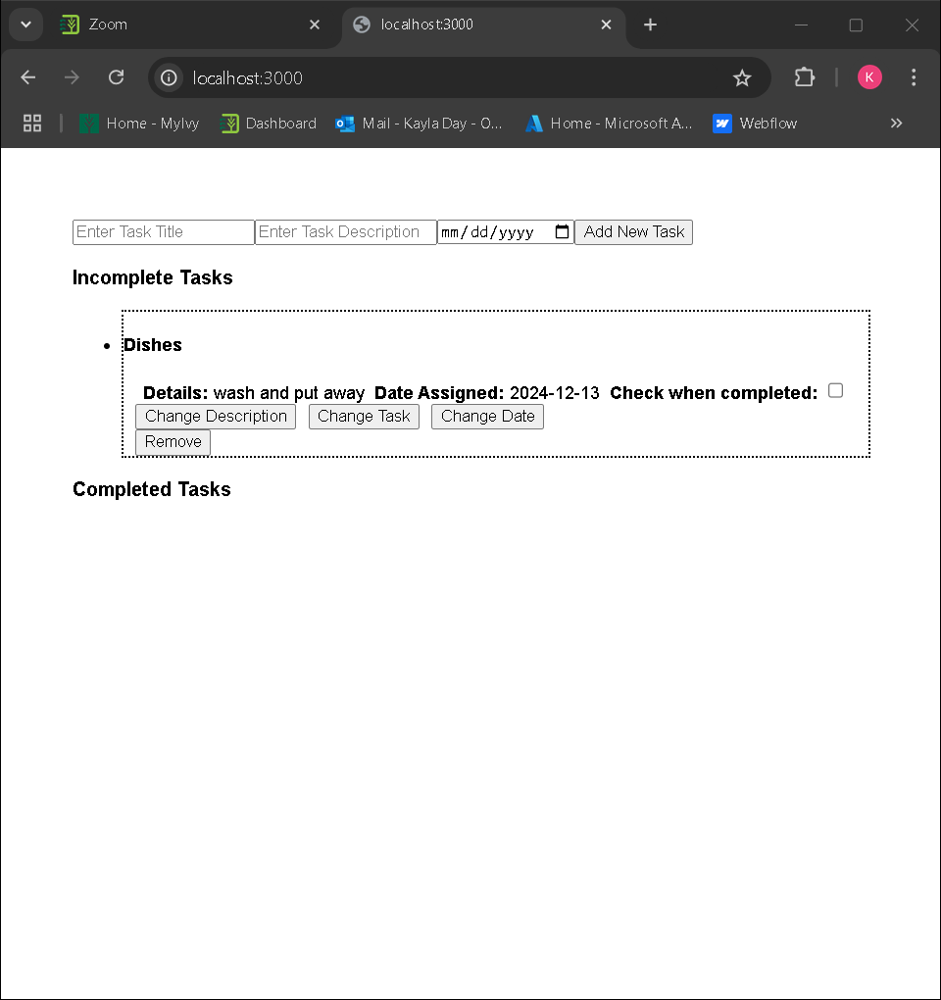 Zoom localhost:3000
localhost:3000 K
Home - MyIvy Dashboard Mail - Kayla Day - O... Home - Microsoft A... Webflow
Enter Task Title Enter Task Description mm/dd/yyyy Add New Task
Incomplete Tasks
Dishes
Details: wash and put away Date Assigned: 2024-12-13 Check when completed:
Change Description Change Task Change Date
Remove
Completed Tasks